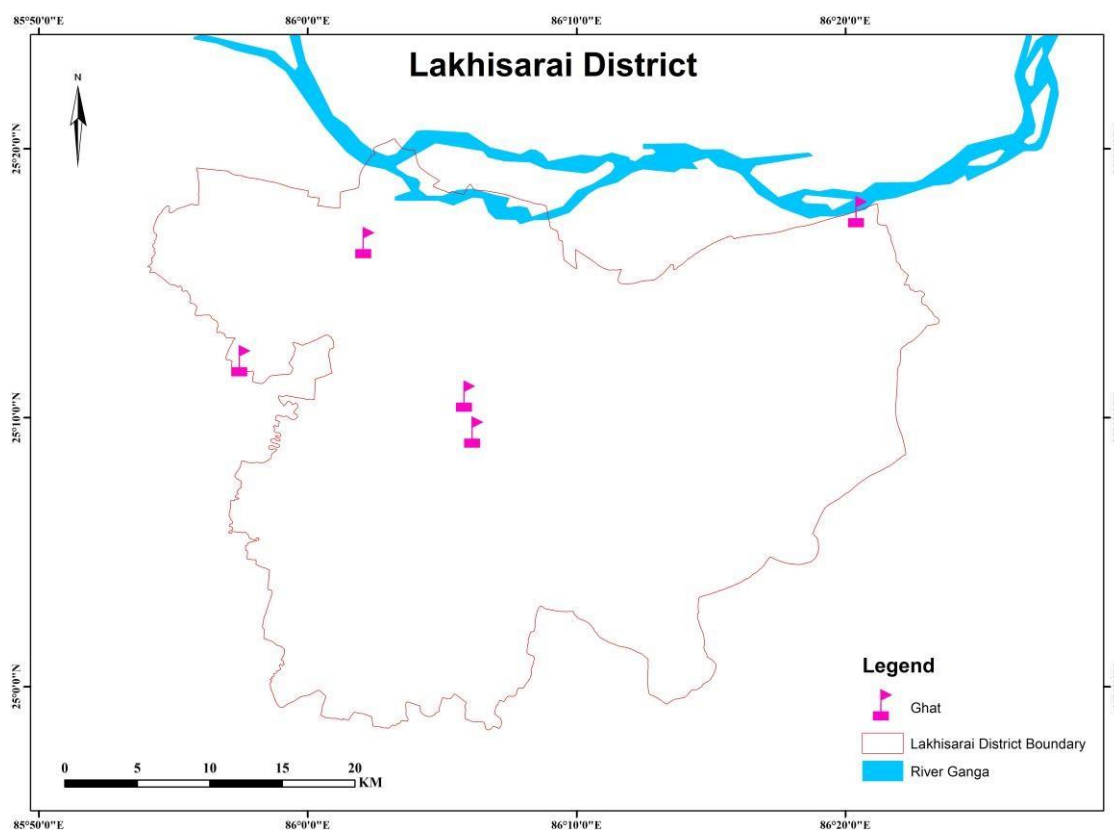 85°50'0"E 86°0'0"E 86°10'0"E 86°20'0"E
Lakhisarai District
N
25°20'0"N
25°10'0"N
25°0'0"N
Legend
Ghat
Lakhisarai District Boundary
River Ganga
0 5 10 15 20
KM
85°50'0"E 86°0'0"E 86°10'0"E 86°20'0"E